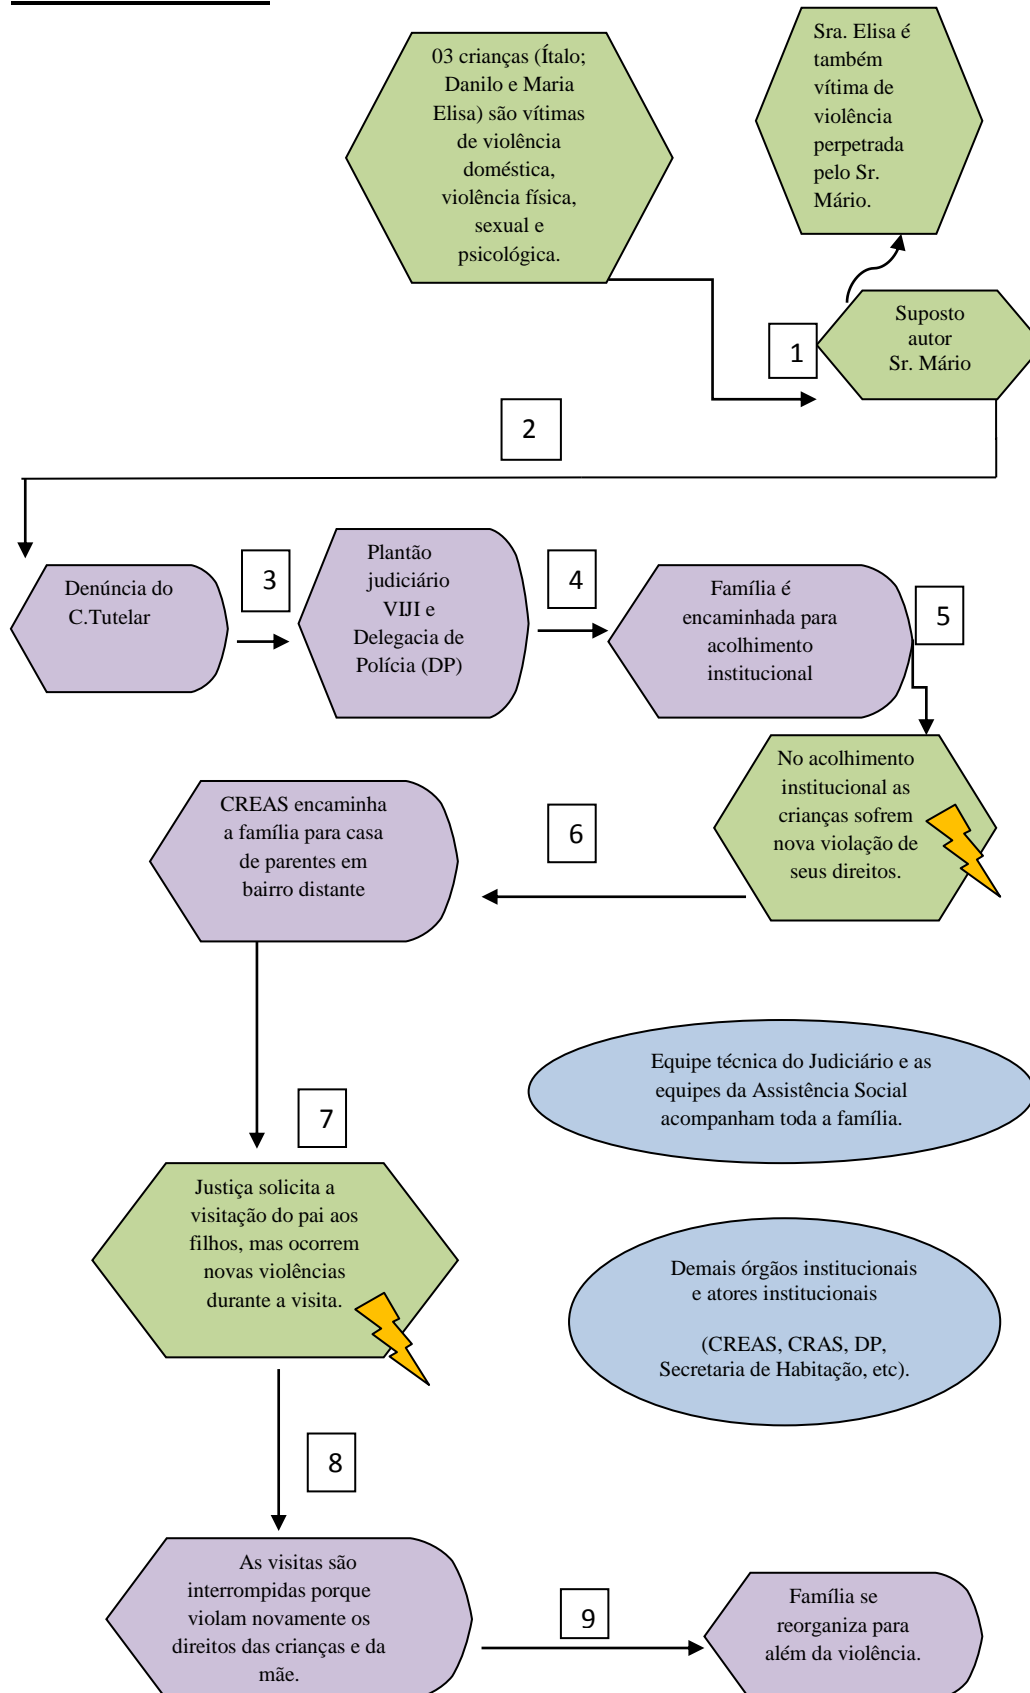 03 crianças (Ítalo;
Danilo e Maria
Elisa) são vítimas
de violência
doméstica,
violência física,
sexual e
psicológica.
Sra. Elisa é
também
vítima de
violência
perpetrada
pelo Sr.
Mário.
1
Suposto
autor
Sr. Mário
2
Denúncia do
C.Tutelar
3
Plantão
judiciário
VIJI e
Delegacia de
Polícia (DP)
4
Família é
encaminhada para
acolhimento
institucional
5
No acolhimento
institucional as
crianças sofrem
nova violação de
seus direitos.
6
CREAS encaminha
a família para casa
de parentes em
bairro distante
Equipe técnica do Judiciário e as
equipes da Assistência Social
acompanham toda a família.
7
Justiça solicita a
visitação do pai aos
filhos, mas ocorrem
novas violências
durante a visita.
Demais órgãos institucionais
e atores institucionais
(CREAS, CRAS, DP,
Secretaria de Habitação, etc).
8
As visitas são
interrompidas porque
violam novamente os
direitos das crianças e da
mãe.
9
Família se
reorganiza para
além da violência.